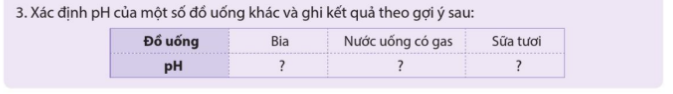 3. Xác định pH của một số đồ uống khác và ghi kết quả theo gợi ý sau:
Đồ uống Bia Nước uống có gas Sữa tươi
pH ? ? ?